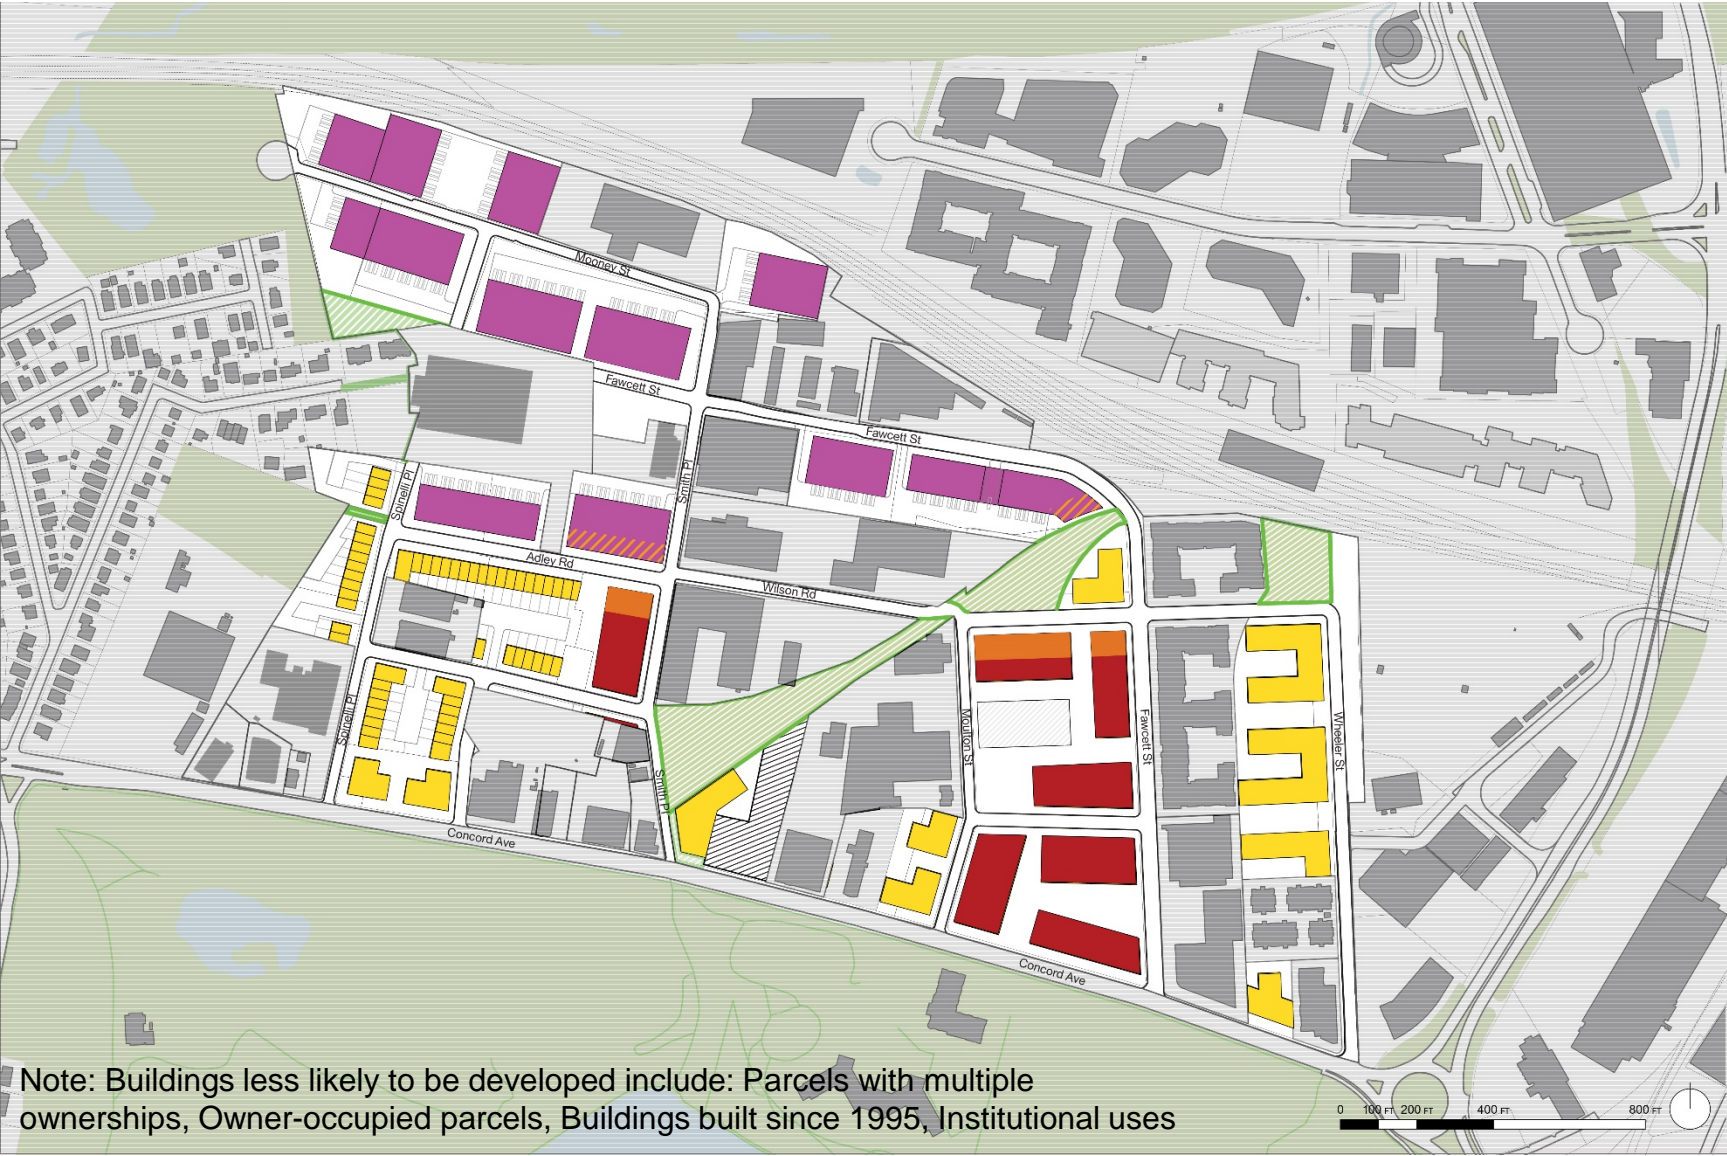 Mooney St
Fawcett St
Fawcett St
Spinelli Pl
Smith Pl
Adley Rd
Wilson Rd
Spinelli Pl
Moulton St
Fawcett St
Wheeler St
Smith Pl
Concord Ave
Concord Ave
Note: Buildings less likely to be developed include: Parcels with multiple
ownerships, Owner-occupied parcels, Buildings built since 1995, Institutional uses
0 100 FT 200 FT 400 FT 800 FT